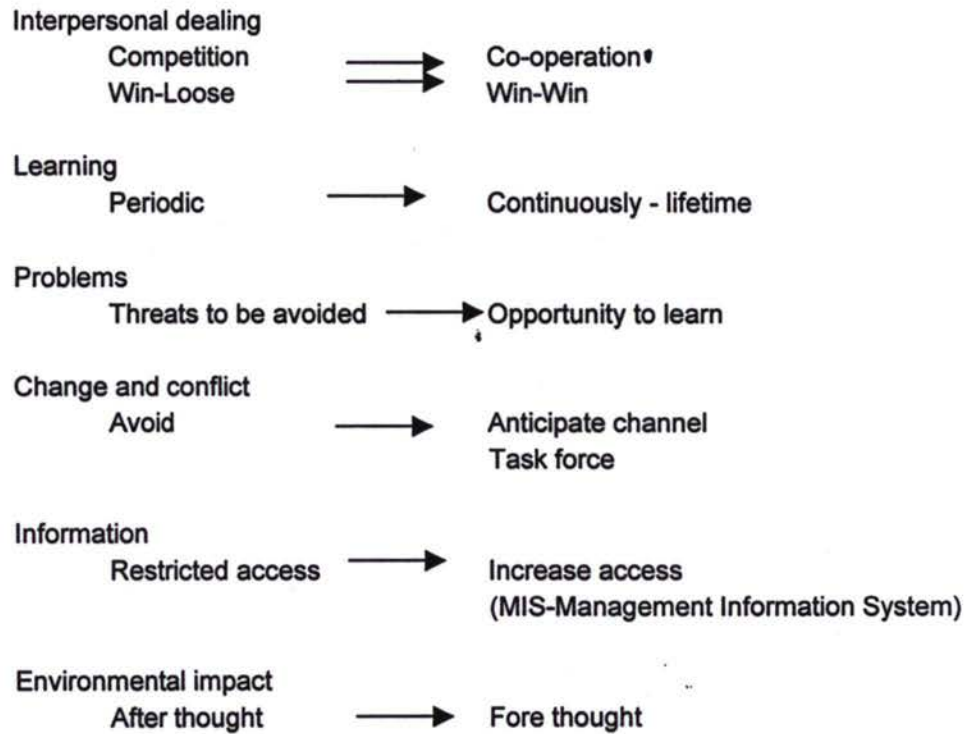 Interpersonal dealing
Competition Co-operation
Win-Loose Win-Win
Learning
Periodic Continuously - lifetime
Problems
Threats to be avoided Opportunity to learn
Change and conflict
Avoid Anticipate channel
Task force
Information
Restricted access Increase access
(MIS-Management Information System)
Environmental impact
After thought Fore thought